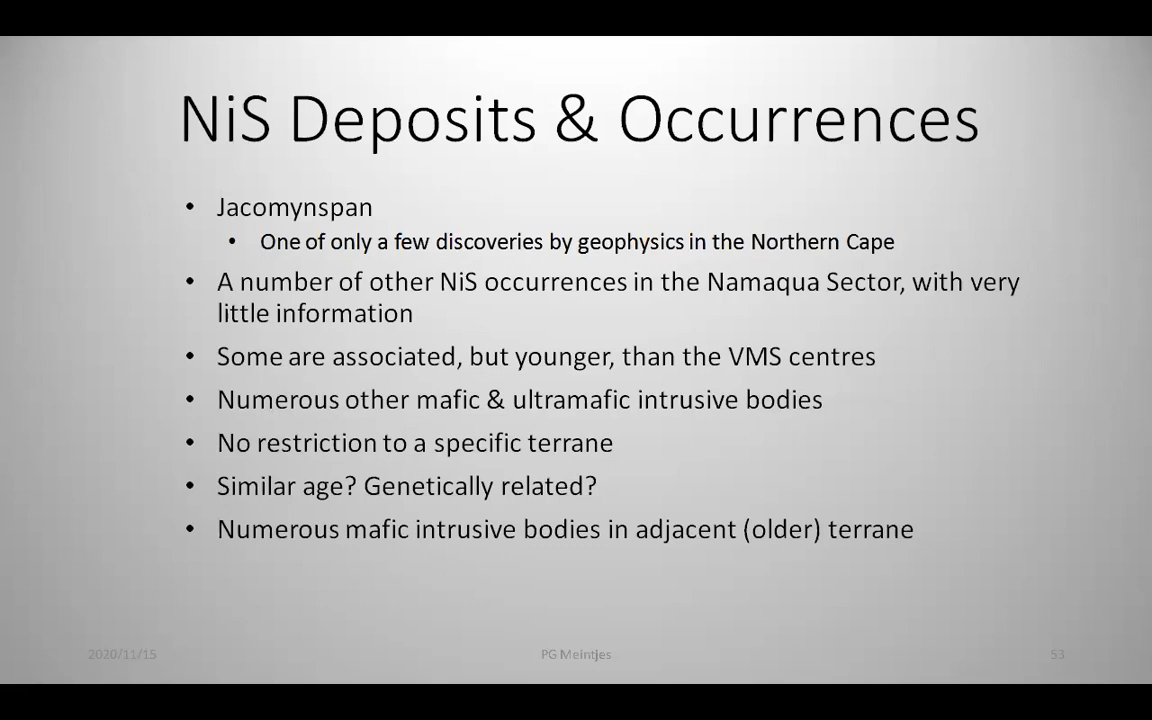 NiS Deposits & Occurrences
• Jacomynspan
• One of only a few discoveries by geophysics in the Northern Cape
• A number of other NiS occurrences in the Namaqua Sector, with very
little information
• Some are associated, but younger, than the VMS centres
• Numerous other mafic & ultramafic intrusive bodies
• No restriction to a specific terrane
• Similar age? Genetically related?
• Numerous mafic intrusive bodies in adjacent (older) terrane
2020/11/15 PG Meintjes 53